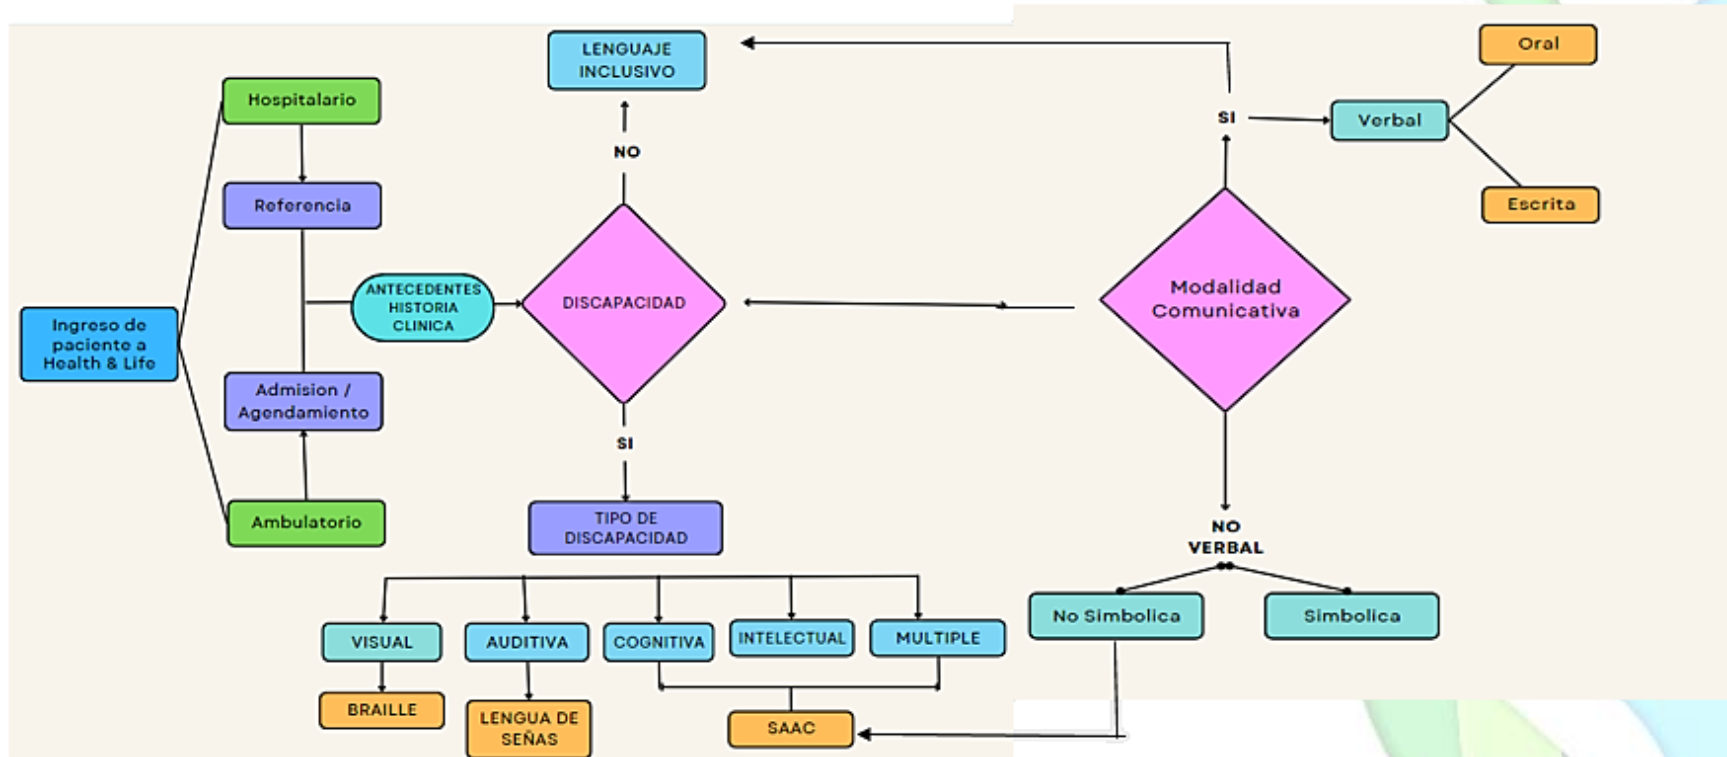 LENGUAJE
INCLUSIVO
Oral
Hospitalario
SI
Verbal
NO
Referencia
Escrita
ANTECEDENTES
HISTORIA
CLINICA
DISCAPACIDAD
Modalidad
Comunicativa
Ingreso de
paciente a
Health & Life
Admision /
Agendamiento
SI
Ambulatorio
TIPO DE
DISCAPACIDAD
NO
VERBAL
No Simbolica
Simbolica
VISUAL
AUDITIVA
COGNITIVA
INTELECTUAL
MULTIPLE
BRAILLE
LENGUA DE
SEÑAS
SAAC